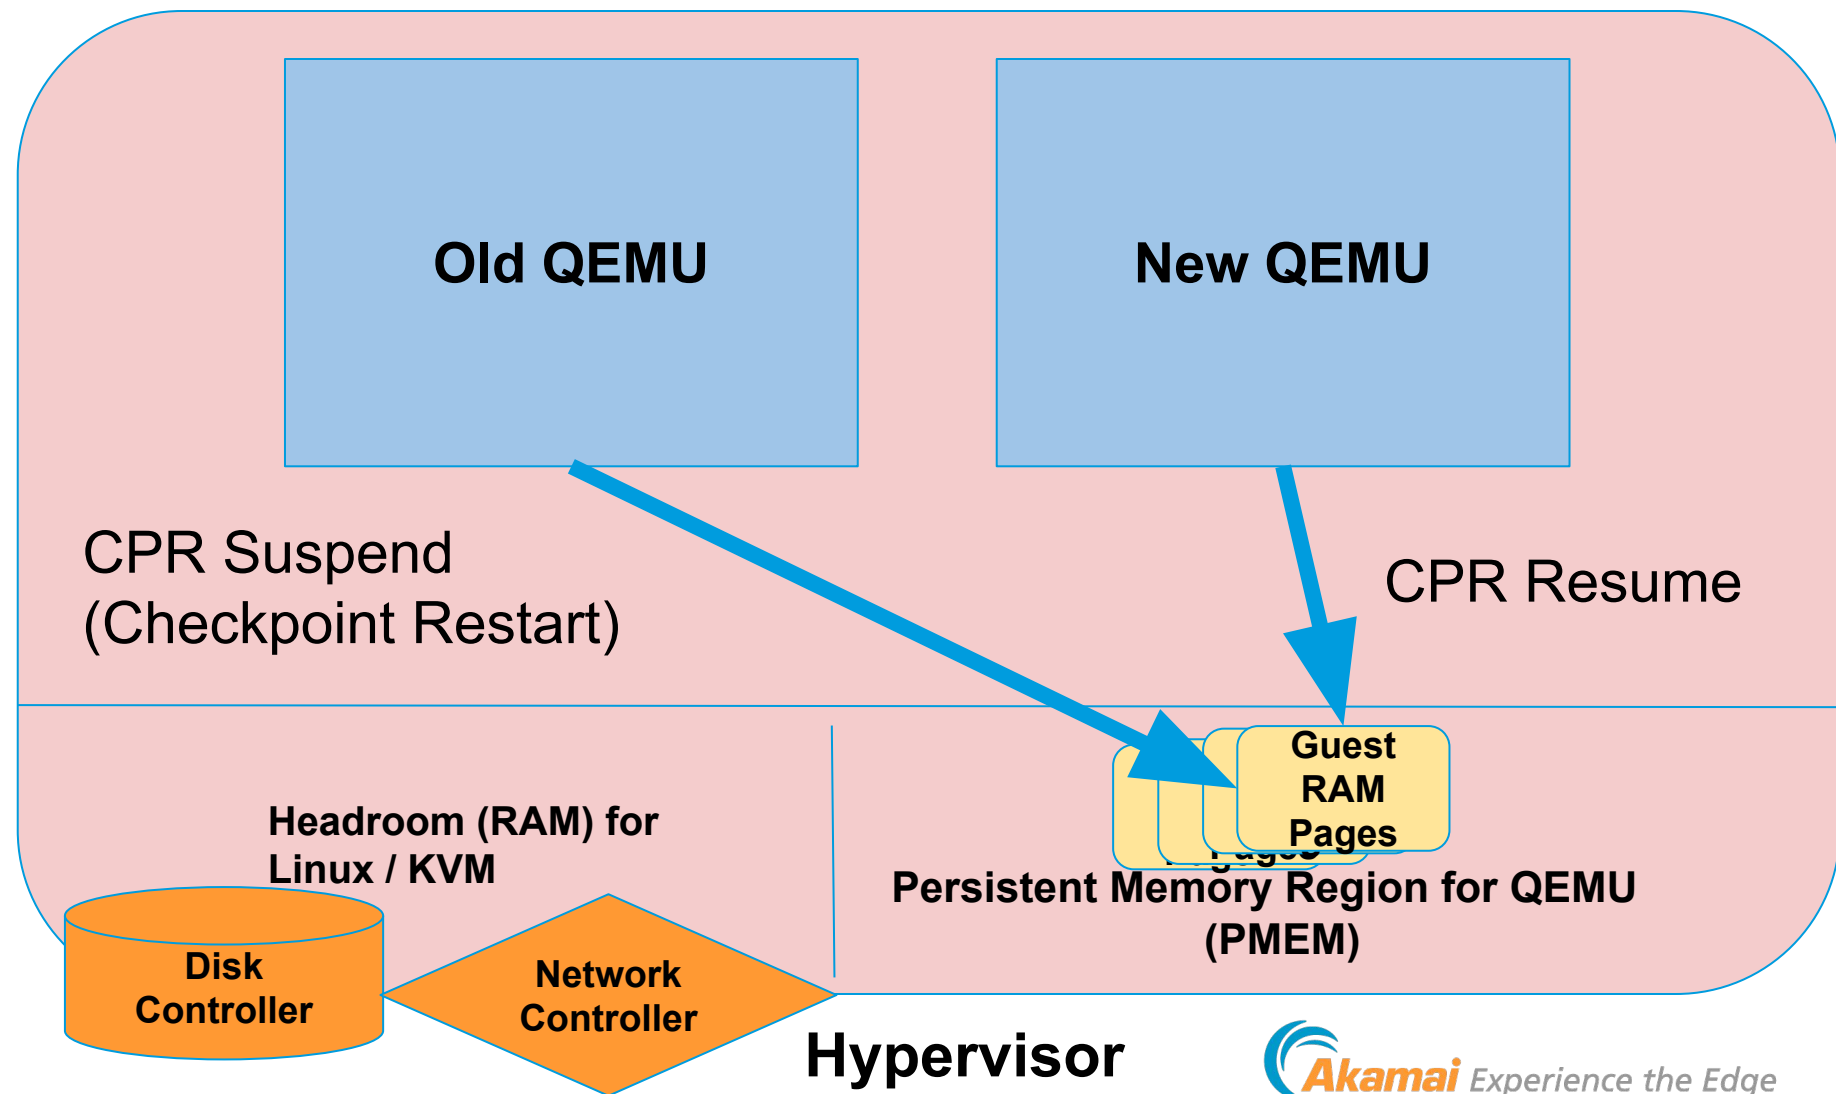 Old QEMU
New QEMU
CPR Suspend
(Checkpoint Restart)
CPR Resume
Guest
RAM
Pages
Headroom (RAM) for
Linux / KVM
Persistent Memory Region for QEMU
(PMEM)
Disk
Controller
Network
Controller
Hypervisor
Akamai Experience the Edge